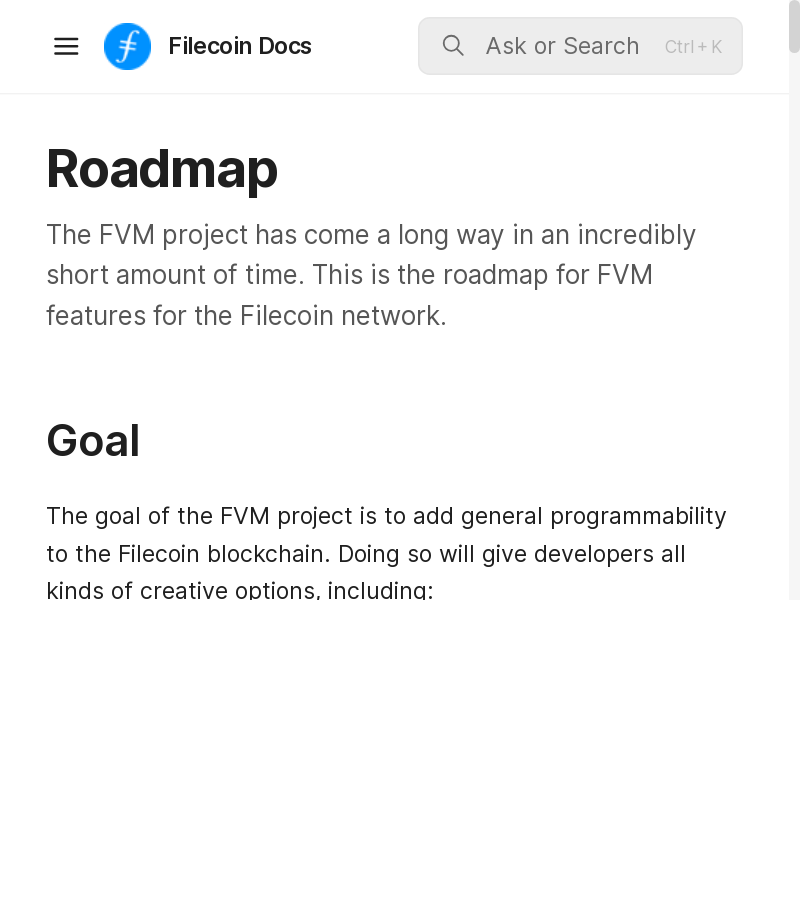 Filecoin Docs
Ask or Search
Ctrl + K
Roadmap
The FVM project has come a long way in an incredibly
short amount of time. This is the roadmap for FVM
features for the Filecoin network.
Goal
The goal of the FVM project is to add general programmability
to the Filecoin blockchain. Doing so will give developers all
kinds of creative options, including: